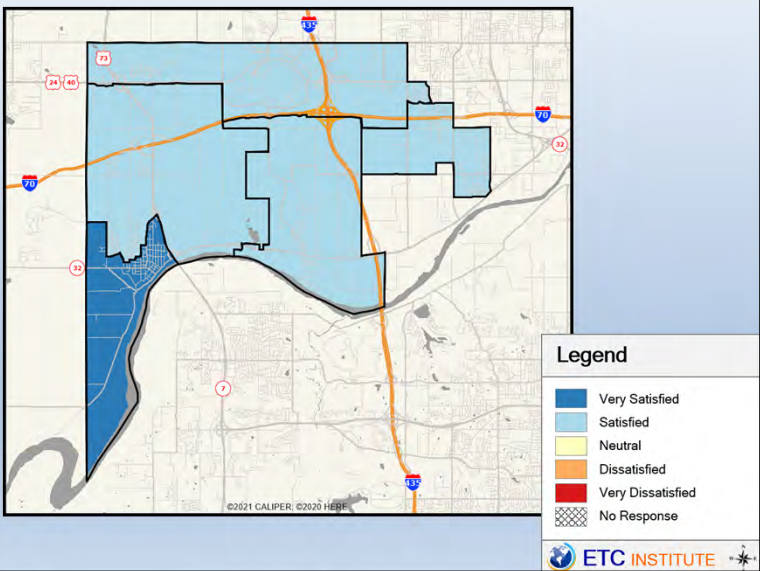 435
73
24 40
70
32
70
32
7
435
©2021 CALIPER; ©2020 HERE
Legend
Very Satisfied
Satisfied
Neutral
Dissatisfied
Very Dissatisfied
No Response
ETC INSTITUTE